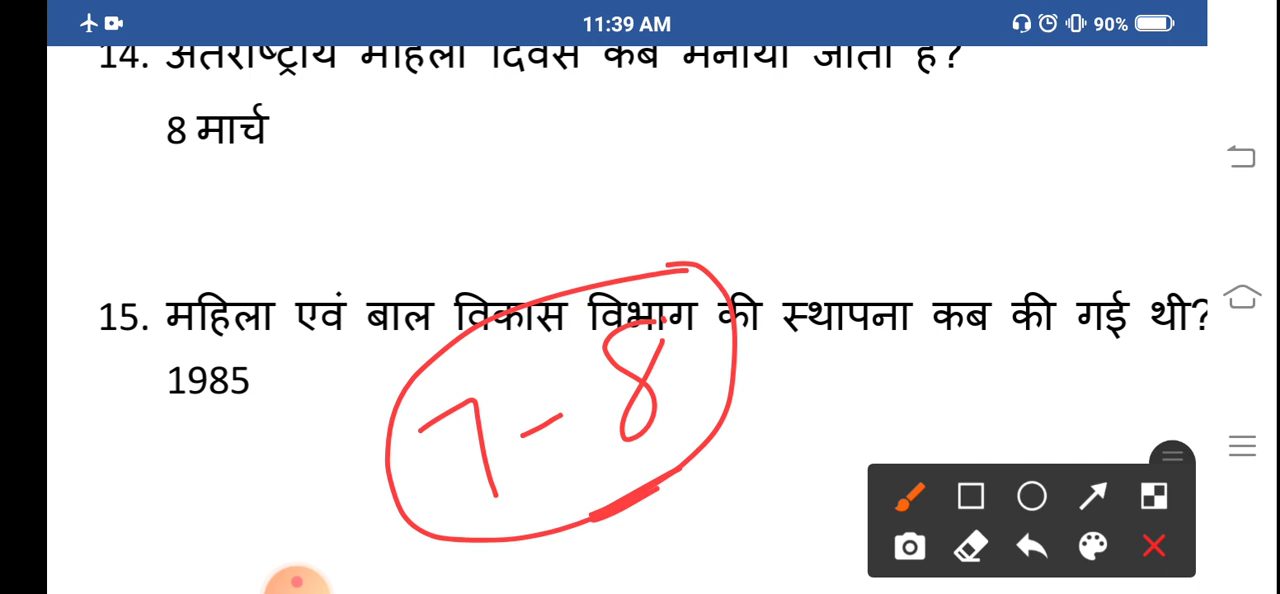 11:39 AM 90%
14. अंतर्राष्ट्रीय महिला दिवस कब मनाया जाता है?
8 मार्च
15. महिला एवं बाल विकास विभाग की स्थापना कब की गई थी?
1985
7-8